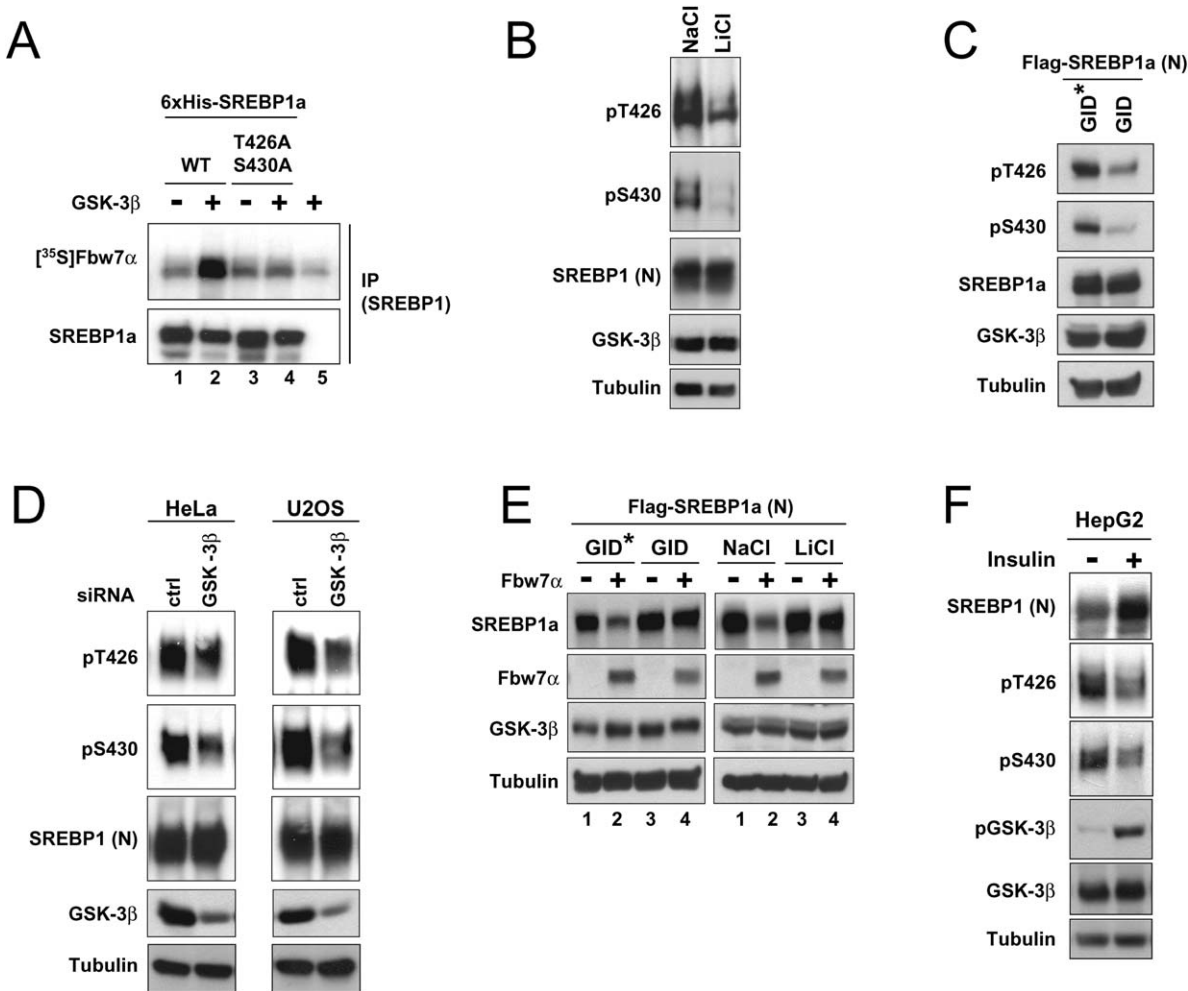 A
6xHis-SREBP1a
WT
T426A
S430A
GSK-3β - + - + +
[³⁵S]Fbw7α
SREBP1a
IP
(SREBP1)
1 2 3 4 5
B
NaCl LiCl
pT426
pS430
SREBP1 (N)
GSK-3β
Tubulin
C
Flag-SREBP1a (N)
GID* GID
pT426
pS430
SREBP1a
GSK-3β
Tubulin
D
HeLa U2OS
siRNA ctrl GSK-3β ctrl GSK-3β
pT426
pS430
SREBP1 (N)
GSK-3β
Tubulin
E
Flag-SREBP1a (N)
GID* GID NaCl LiCl
Fbw7α - + - + - + - +
SREBP1a
Fbw7α
GSK-3β
Tubulin
1 2 3 4 1 2 3 4
F
HepG2
Insulin - +
SREBP1 (N)
pT426
pS430
pGSK-3β
GSK-3β
Tubulin